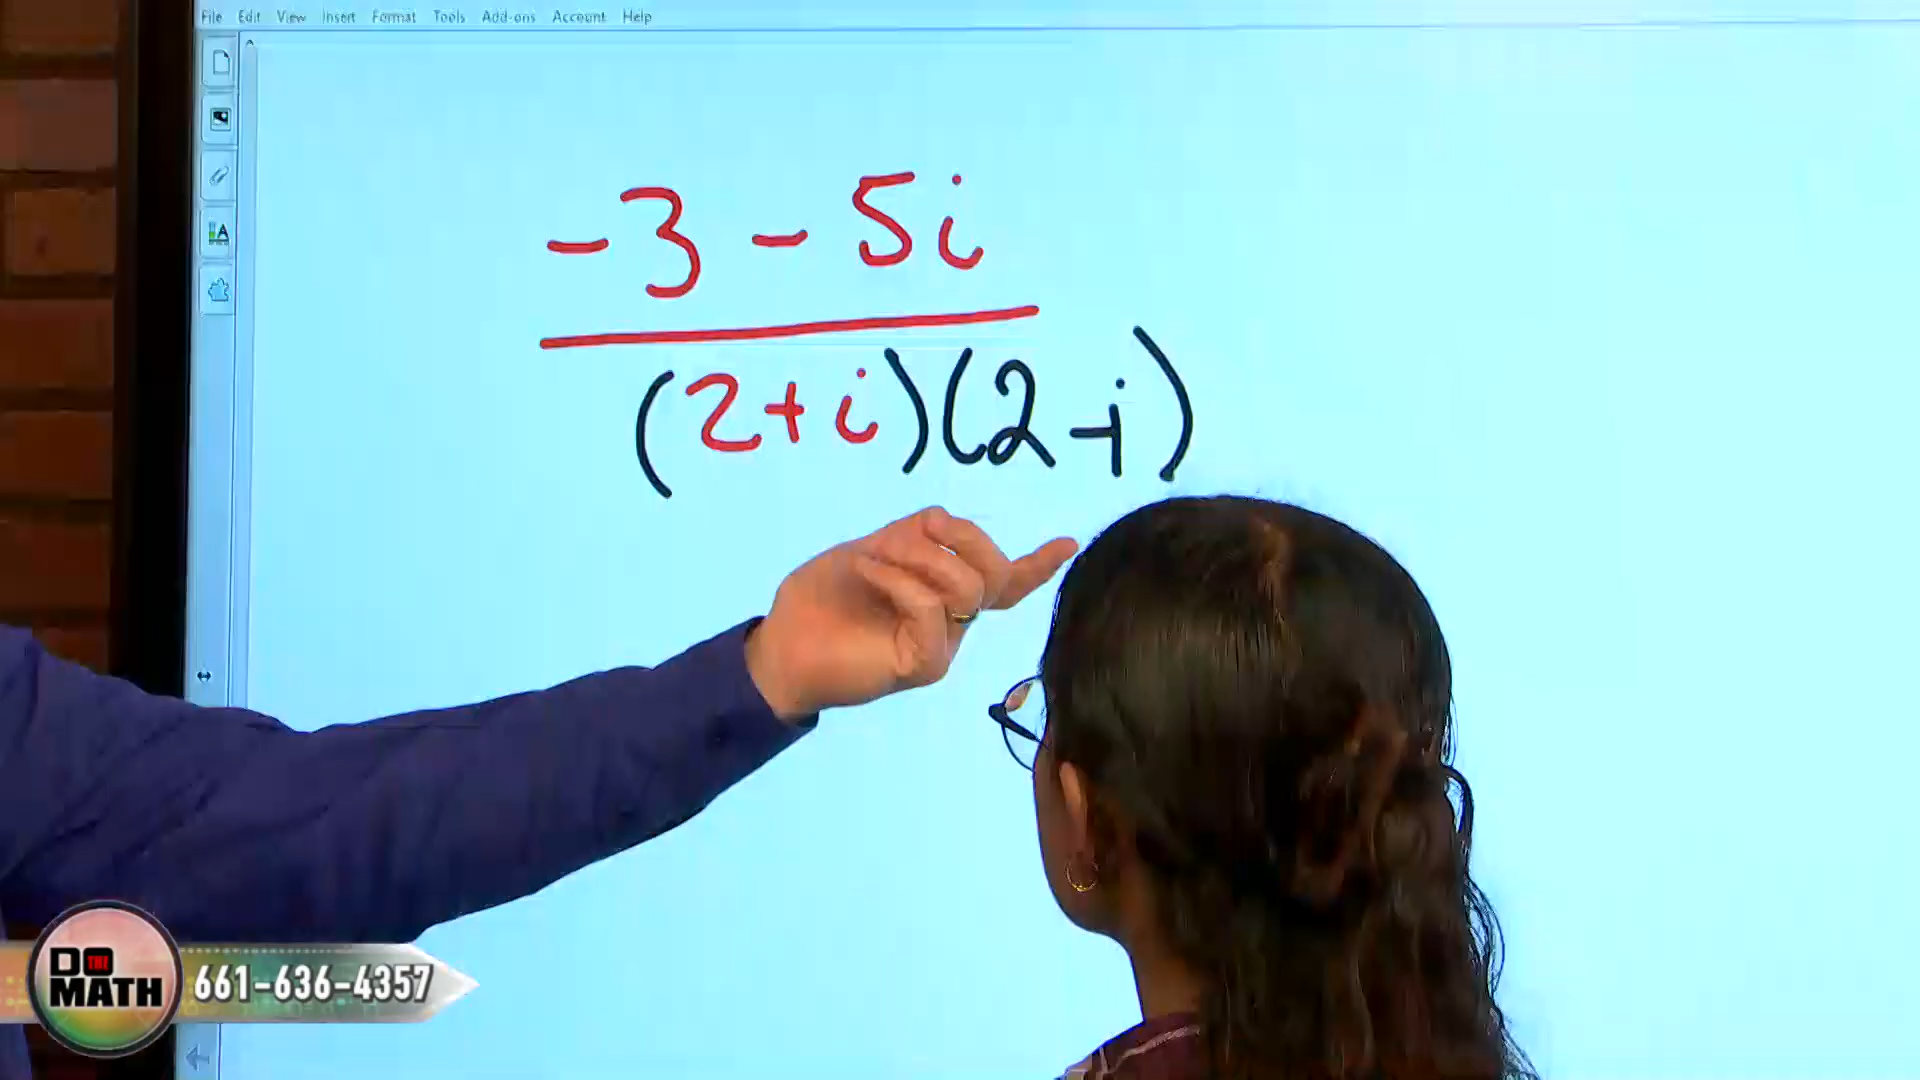 File Edit View Insert Format Tools Add-ons Account Help
-3 - 5i
(2+i)(2-i)
DO THE MATH
661-636-4357